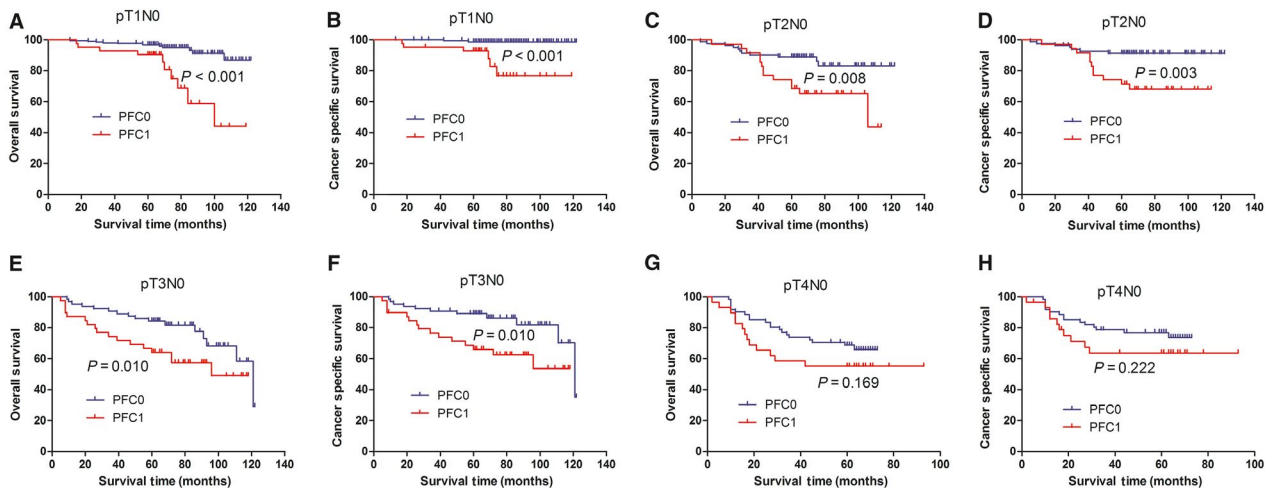 A
pT1N0
Overall survival
100
80
60
40
20
0
P < 0.001
PFC0
PFC1
0 20 40 60 80 100 120 140
Survival time (months)
B
pT1N0
Cancer specific survival
100
80
60
40
20
0
P < 0.001
PFC0
PFC1
0 20 40 60 80 100 120 140
Survival time (months)
C
pT2N0
Overall survival
100
80
60
40
20
0
P = 0.008
PFC0
PFC1
0 20 40 60 80 100 120 140
Survival time (months)
D
pT2N0
Cancer specific survival
100
80
60
40
20
0
P = 0.003
PFC0
PFC1
0 20 40 60 80 100 120 140
Survival time (months)
E
pT3N0
Overall survival
100
80
60
40
20
0
P = 0.010
PFC0
PFC1
0 20 40 60 80 100 120 140
Survival time (months)
F
pT3N0
Cancer specific survival
100
80
60
40
20
0
P = 0.010
PFC0
PFC1
0 20 40 60 80 100 120 140
Survival time (months)
G
pT4N0
Overall survival
100
80
60
40
20
0
P = 0.169
PFC0
PFC1
0 20 40 60 80 100
Survival time (months)
H
pT4N0
Cancer specific survival
100
80
60
40
20
0
P = 0.222
PFC0
PFC1
0 20 40 60 80 100
Survival time (months)